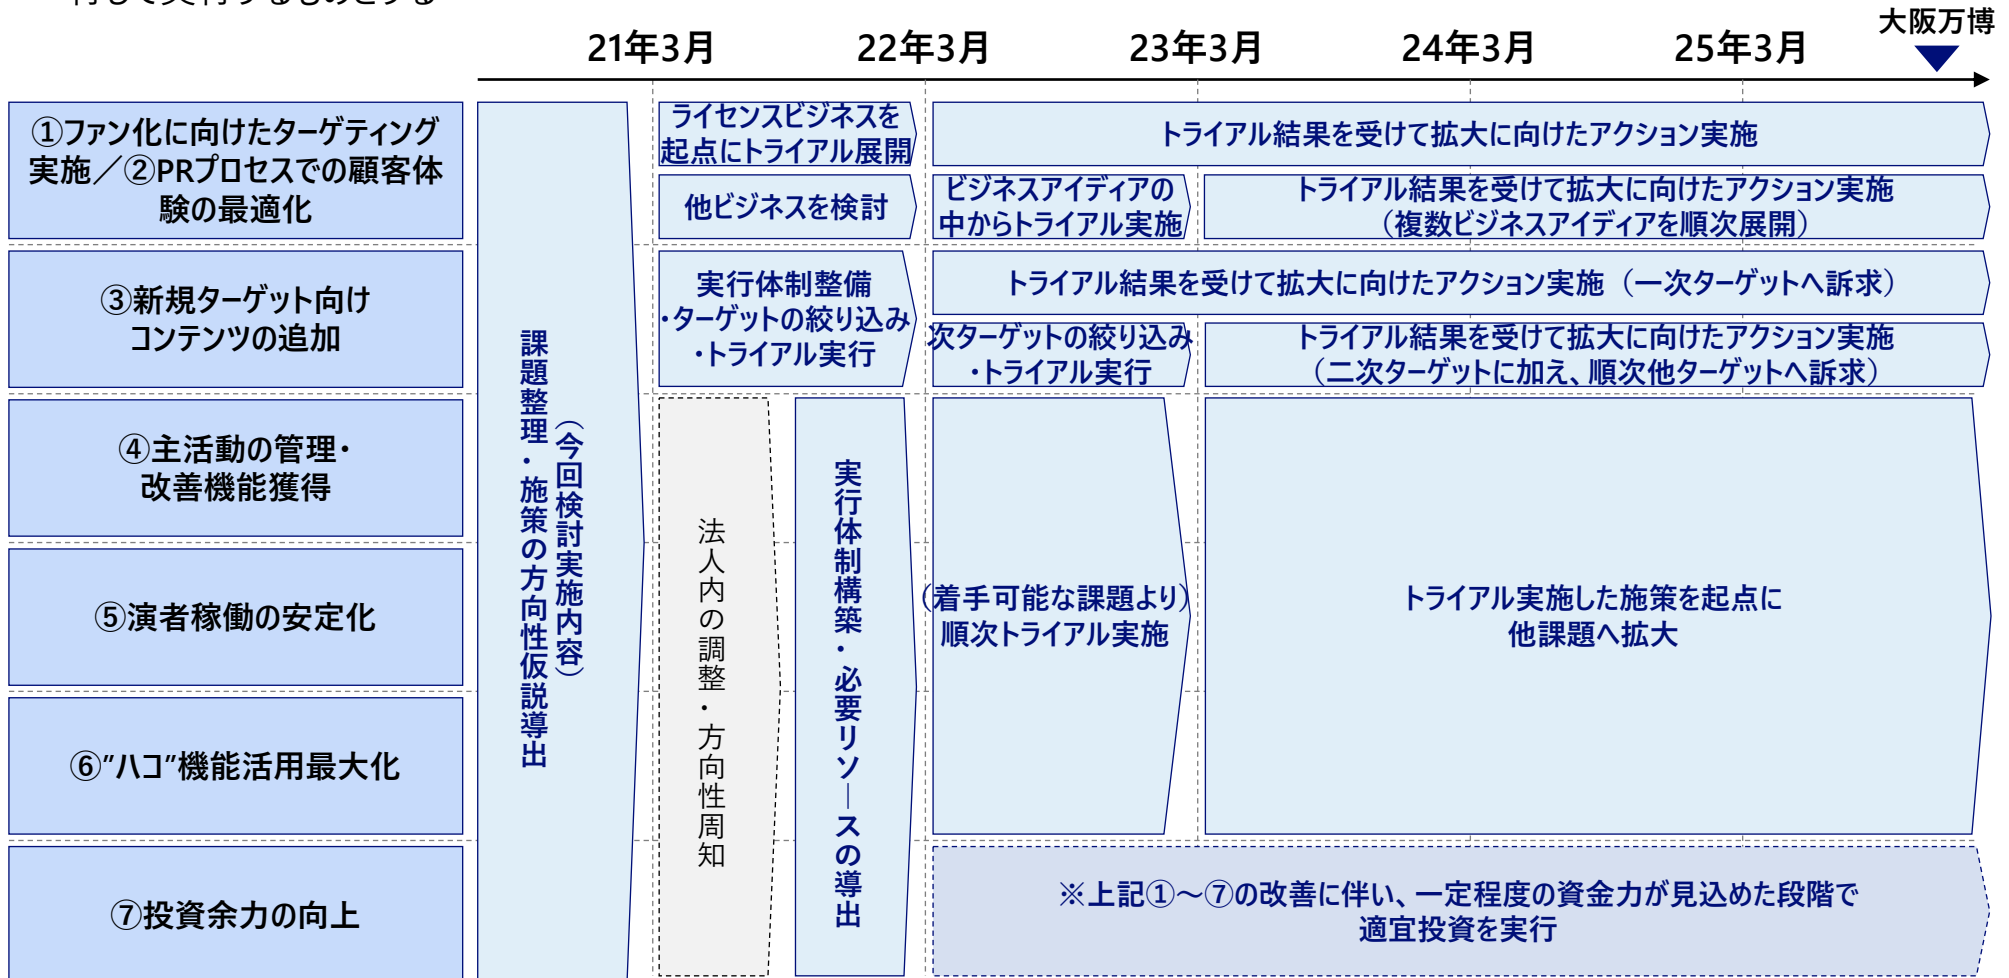 21年3月
22年3月
23年3月
24年3月
25年3月
大阪万博
①ファン化に向けたターゲティング
実施／②PRプロセスでの顧客体
験の最適化
ライセンスビジネスを
起点にトライアル展開
トライアル結果を受けて拡大に向けたアクション実施
他ビジネスを検討
ビジネスアイディアの
中からトライアル実施
トライアル結果を受けて拡大に向けたアクション実施
（複数ビジネスアイディアを順次展開）
③新規ターゲット向け
コンテンツの追加
実行体制整備
・ターゲットの絞り込み
・トライアル実行
トライアル結果を受けて拡大に向けたアクション実施（一次ターゲットへ訴求）
次ターゲットの絞り込み
・トライアル実行
トライアル結果を受けて拡大に向けたアクション実施
（二次ターゲットに加え、順次他ターゲットへ訴求）
④主活動の管理・
改善機能獲得
⑤演者稼働の安定化
⑥”ハコ”機能活用最大化
⑦投資余力の向上
（今回検討実施内容）
課題整理・施策の方向性仮説導出
法人内の調整・方向性周知
実行体制構築・必要リソースの導出
（着手可能な課題より）
順次トライアル実施
トライアル実施した施策を起点に
他課題へ拡大
※上記①～⑦の改善に伴い、一定程度の資金力が見込めた段階で
適宜投資を実行